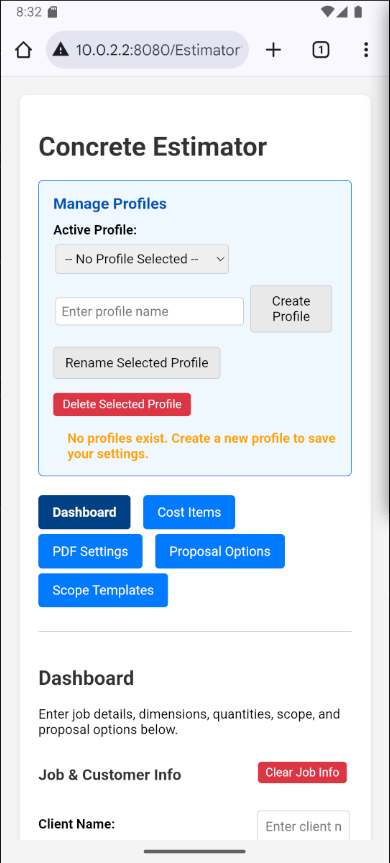 8:32
10.0.2.2:8080/Estimator
1
Concrete Estimator
Manage Profiles
Active Profile:
-- No Profile Selected --
Enter profile name
Create
Profile
Rename Selected Profile
Delete Selected Profile
No profiles exist. Create a new profile to save
your settings.
Dashboard
Cost Items
PDF Settings
Proposal Options
Scope Templates
Dashboard
Enter job details, dimensions, quantities, scope, and
proposal options below.
Job & Customer Info
Clear Job Info
Client Name:
Enter client n